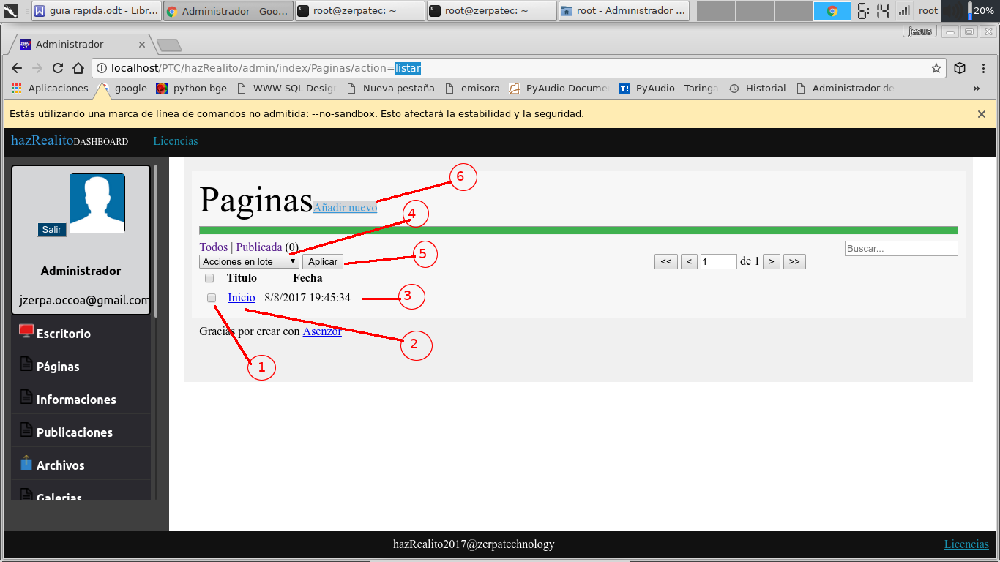 guia rapida.odt - Libr...
Administrador - Goo...
root@zerpatec: ~
root@zerpatec: ~
root - Administrador ...
6: 14
root
20%
jesus
Administrador
localhost/PTC/hazRealito/admin/index/Paginas/action=listar
Aplicaciones
google
python bge
WWW SQL Desig
Nueva pestaña
emisora
PyAudio Docume
PyAudio - Taringa
Historial
Administrador de
»
Estás utilizando una marca de línea de comandos no admitida: --no-sandbox. Esto afectará la estabilidad y la seguridad.
hazRealitoDASHBOARD
Licencias
Salir
Administrador
jzerpa.occoa@gmail.com
Escritorio
Páginas
Informaciones
Publicaciones
Archivos
Galerias
PaginasAñadir nuevo
6
4
Todos | Publicada (0)
Buscar...
Acciones en lote
Aplicar
5
<<
<
1
de 1
>
>>
Titulo
Fecha
Inicio
8/8/2017 19:45:34
3
Gracias por crear con Asenzor
2
1
hazRealito2017@zerpatechnology
Licencias